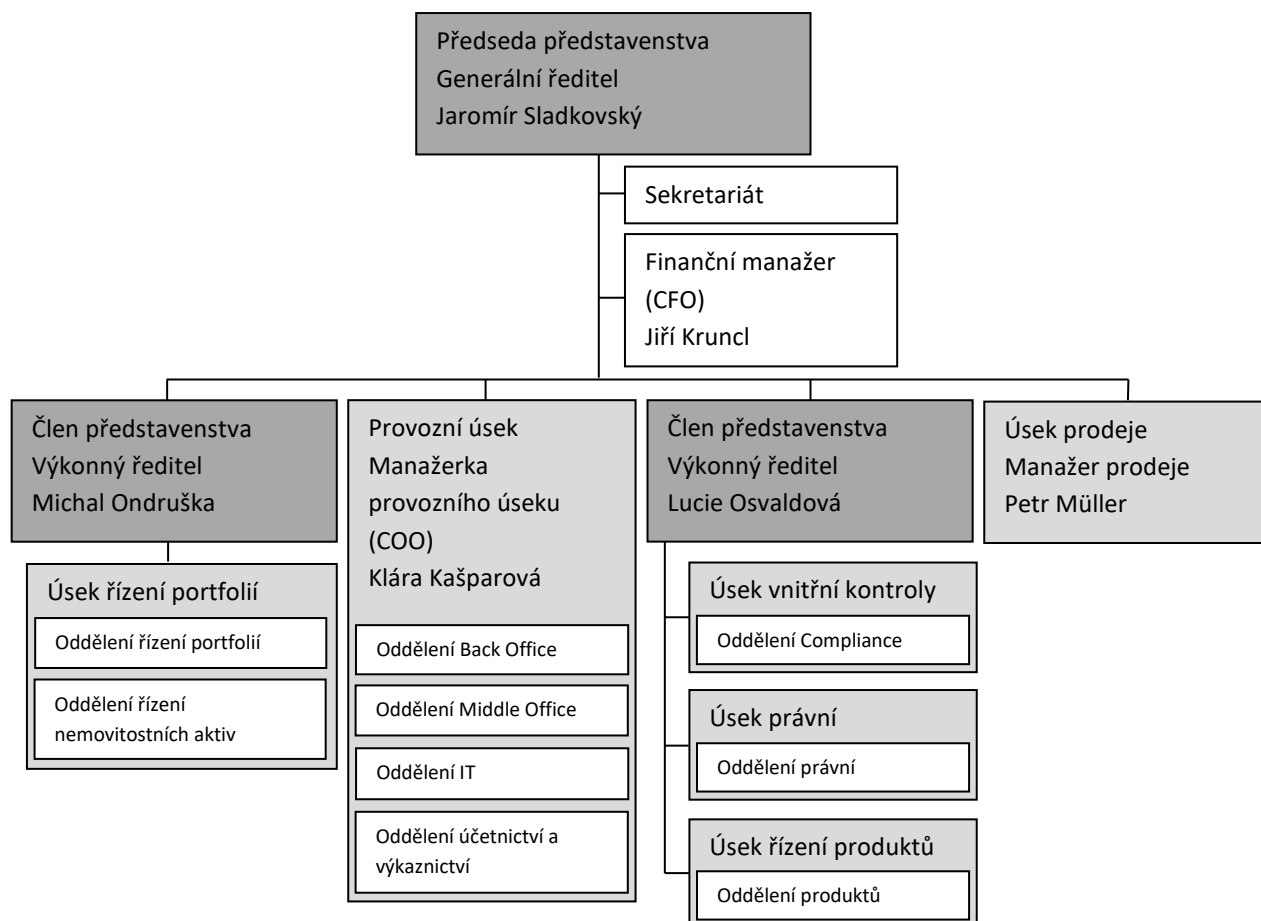 Předseda představenstva
Generální ředitel
Jaromír Sladkovský
Sekretariát
Finanční manažer
(CFO)
Jiří Kruncl
Člen představenstva
Výkonný ředitel
Michal Ondruška
Úsek řízení portfolií
Oddělení řízení portfolií
Oddělení řízení
nemovitostních aktiv
Provozní úsek
Manažerka
provozního úseku
(COO)
Klára Kašparová
Oddělení Back Office
Oddělení Middle Office
Oddělení IT
Oddělení účetnictví a
výkaznictví
Člen představenstva
Výkonný ředitel
Lucie Osvaldová
Úsek vnitřní kontroly
Oddělení Compliance
Úsek právní
Oddělení právní
Úsek řízení produktů
Oddělení produktů
Úsek prodeje
Manažer prodeje
Petr Müller